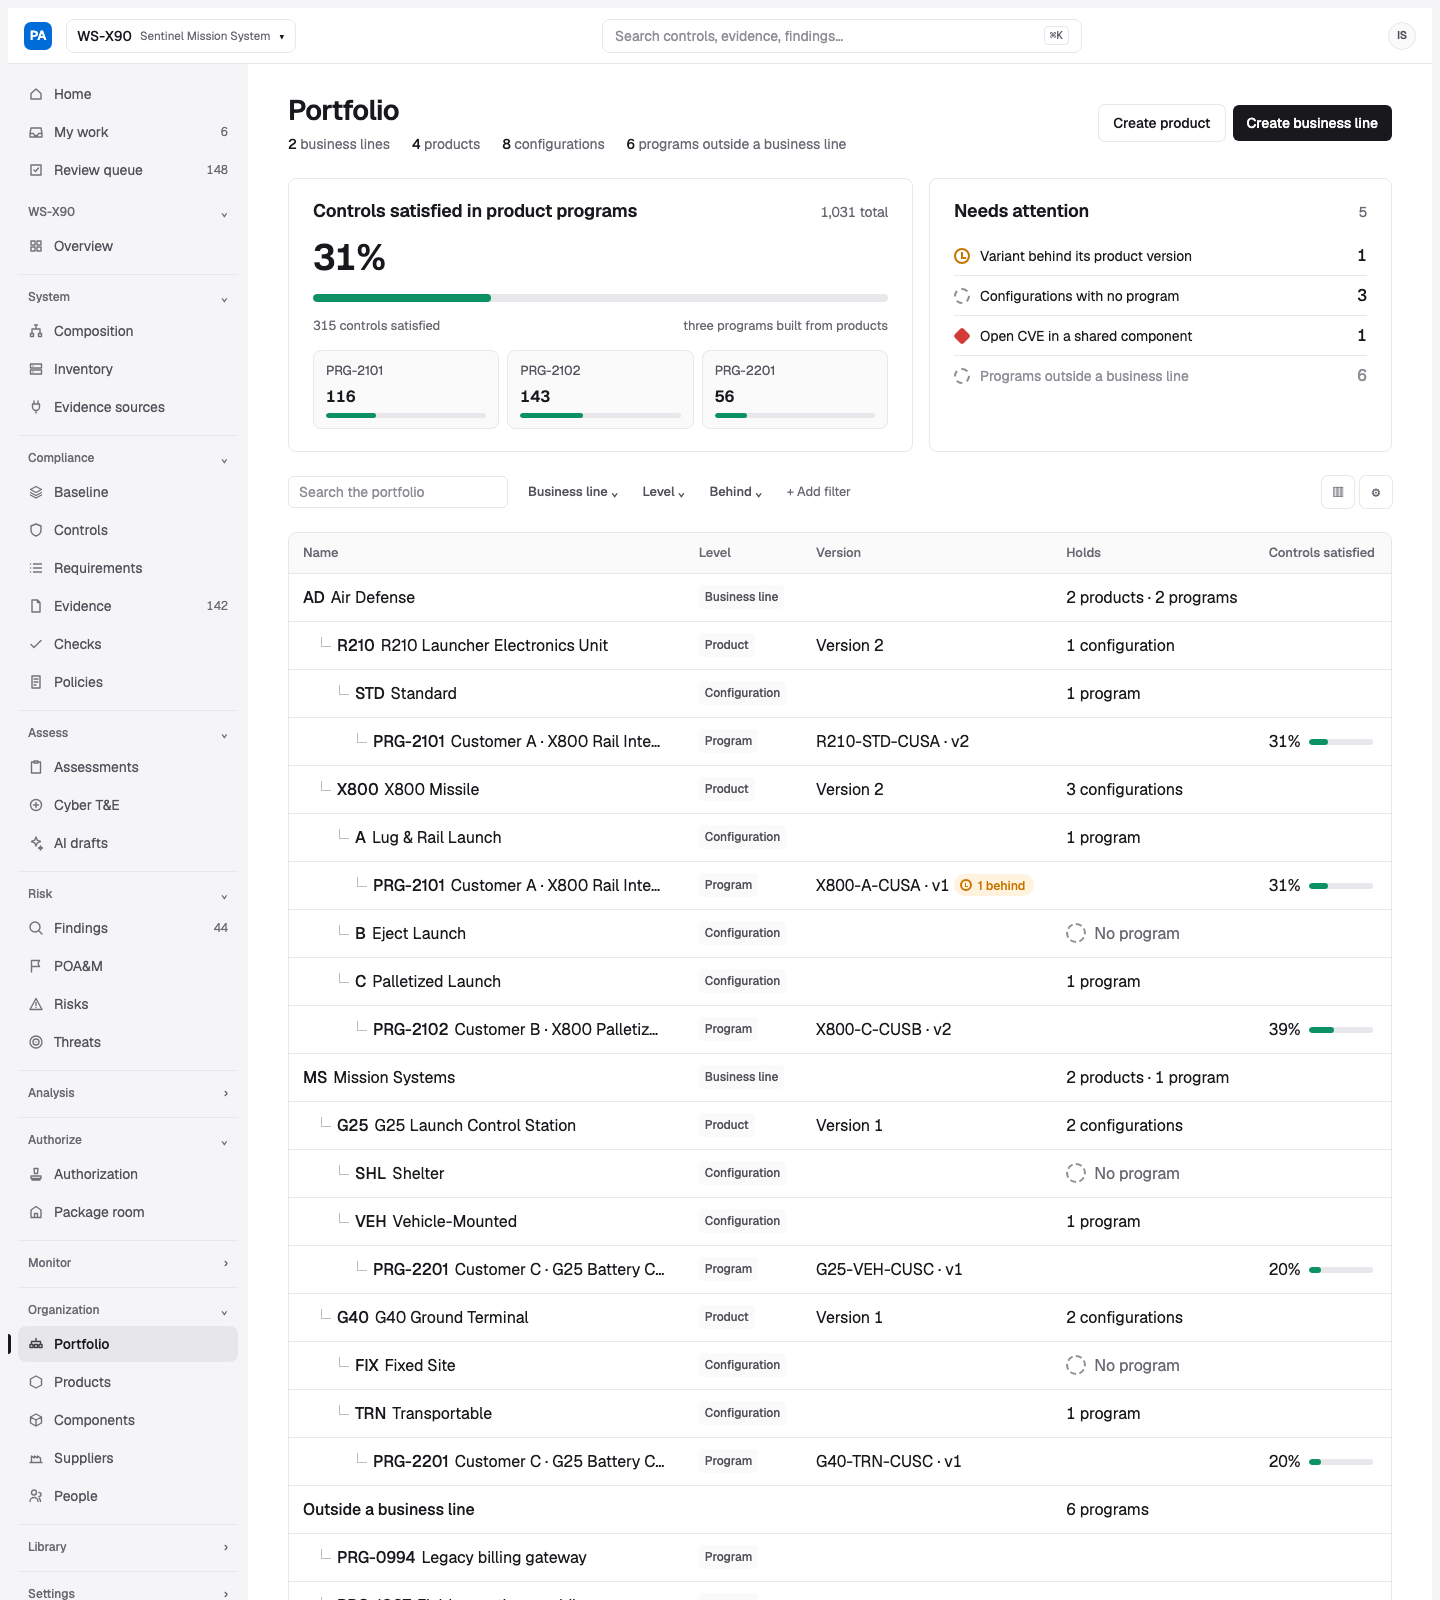 PA
WS-X90 Sentinel Mission System
Search controls, evidence, findings... ⌘K
IS
Home
My work 6
Review queue 148
WS-X90
Overview
System
Composition
Inventory
Evidence sources
Compliance
Baseline
Controls
Requirements
Evidence 142
Checks
Policies
Assess
Assessments
Cyber T&E
AI drafts
Risk
Findings 44
POA&M
Risks
Threats
Analysis
Authorize
Authorization
Package room
Monitor
Organization
Portfolio
Products
Components
Suppliers
People
Library
Settings
Portfolio
2 business lines 4 products 8 configurations 6 programs outside a business line
Create product
Create business line
Controls satisfied in product programs 1,031 total
31%
315 controls satisfied three programs built from products
PRG-2101
116
PRG-2102
143
PRG-2201
56
Needs attention 5
Variant behind its product version 1
Configurations with no program 3
Open CVE in a shared component 1
Programs outside a business line 6
Search the portfolio Business line Level Behind + Add filter
Name Level Version Holds Controls satisfied
AD Air Defense Business line 2 products · 2 programs
R210 R210 Launcher Electronics Unit Product Version 2 1 configuration
STD Standard Configuration 1 program
PRG-2101 Customer A · X800 Rail Inte... Program R210-STD-CUSA · v2 31%
X800 X800 Missile Product Version 2 3 configurations
A Lug & Rail Launch Configuration 1 program
PRG-2101 Customer A · X800 Rail Inte... Program X800-A-CUSA · v1 1 behind 31%
B Eject Launch Configuration No program
C Palletized Launch Configuration 1 program
PRG-2102 Customer B · X800 Palletiz... Program X800-C-CUSB · v2 39%
MS Mission Systems Business line 2 products · 1 program
G25 G25 Launch Control Station Product Version 1 2 configurations
SHL Shelter Configuration No program
VEH Vehicle-Mounted Configuration 1 program
PRG-2201 Customer C · G25 Battery C... Program G25-VEH-CUSC · v1 20%
G40 G40 Ground Terminal Product Version 1 2 configurations
FIX Fixed Site Configuration No program
TRN Transportable Configuration 1 program
PRG-2201 Customer C · G25 Battery C... Program G40-TRN-CUSC · v1 20%
Outside a business line 6 programs
PRG-0994 Legacy billing gateway Program